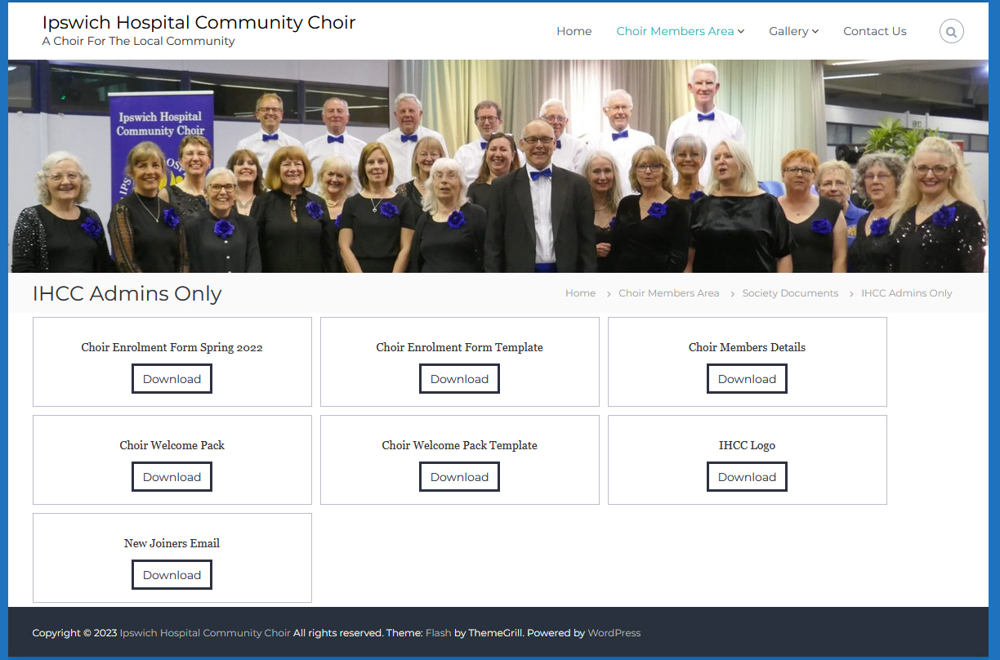 Ipswich Hospital Community Choir
A Choir For The Local Community
Home Choir Members Area Gallery Contact Us
Ipswich Hospital
Community Choir
IHCC Admins Only
Home > Choir Members Area > Society Documents > IHCC Admins Only
Choir Enrolment Form Spring 2022
Download
Choir Enrolment Form Template
Download
Choir Members Details
Download
Choir Welcome Pack
Download
Choir Welcome Pack Template
Download
IHCC Logo
Download
New Joiners Email
Download
Copyright © 2023 Ipswich Hospital Community Choir All rights reserved. Theme: Flash by ThemeGrill. Powered by WordPress